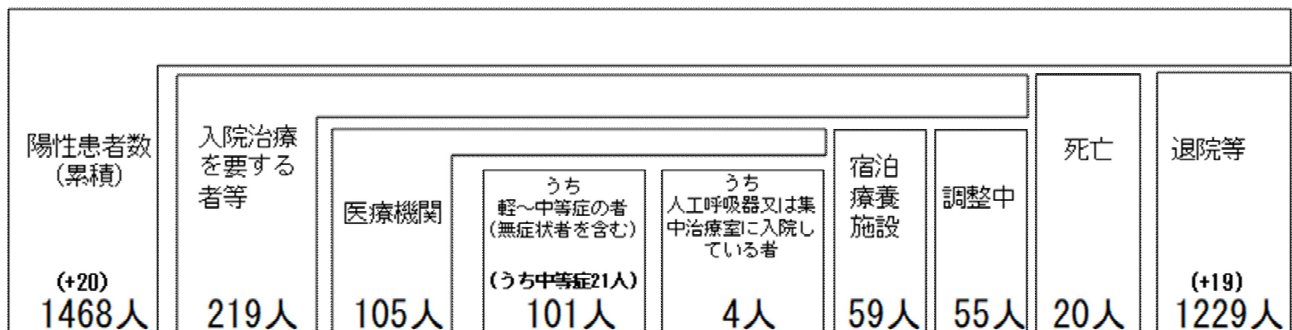 陽性患者数
(累積)
(+20)
1468人
入院治療
を要する
者等
219人
医療機関
105人
うち
軽～中等症の者
(無症状者を含む)
(うち中等症21人)
101人
うち
人工呼吸器又は集
中治療室に入院し
ている者
4人
宿泊
療養
施設
59人
調整中
55人
死亡
20人
退院等
(+19)
1229人